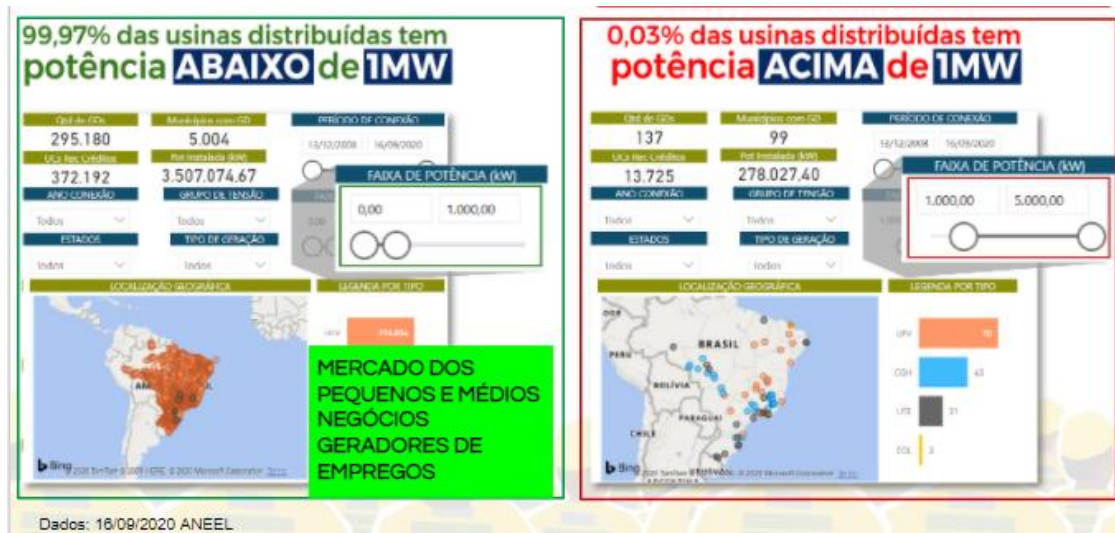 99,97% das usinas distribuídas tem
potência ABAIXO de 1MW
Qtd de GDs
Municípios com GD
PERÍODO DE CONEXÃO
295.180
5.004
13/12/2008
16/09/2020
UCs Rec Créditos
Pot Instalada (kW)
372.192
3.507.074,67
FAIXA DE POTÊNCIA (kW)
0,00
1.000,00
ANO CONEXÃO
GRUPO DE TENSÃO
Todos
Todos
ESTADOS
TIPO DE GERAÇÃO
Todos
Todos
LOCALIZAÇÃO GEOGRÁFICA
LEGENDA POR TIPO
UFV
MERCADO DOS
PEQUENOS E MÉDIOS
NEGÓCIOS
GERADORES DE
EMPREGOS
Bing
0,03% das usinas distribuídas tem
potência ACIMA de 1MW
Qtd de GDs
Municípios com GD
PERÍODO DE CONEXÃO
137
99
13/12/2008
16/09/2020
UCs Rec Créditos
Pot Instalada (kW)
13.725
278.027,40
FAIXA DE POTÊNCIA (kW)
1.000,00
5.000,00
ANO CONEXÃO
GRUPO DE TENSÃO
Todos
Todos
ESTADOS
TIPO DE GERAÇÃO
Todos
Todos
LOCALIZAÇÃO GEOGRÁFICA
LEGENDA POR TIPO
BRASIL
PERU
BOLÍVIA
PARAGUAI
CHILE
ARGENTINA
Bing
UFV
CGH 43
UTE 21
EOL 3
Dados: 16/09/2020 ANEEL